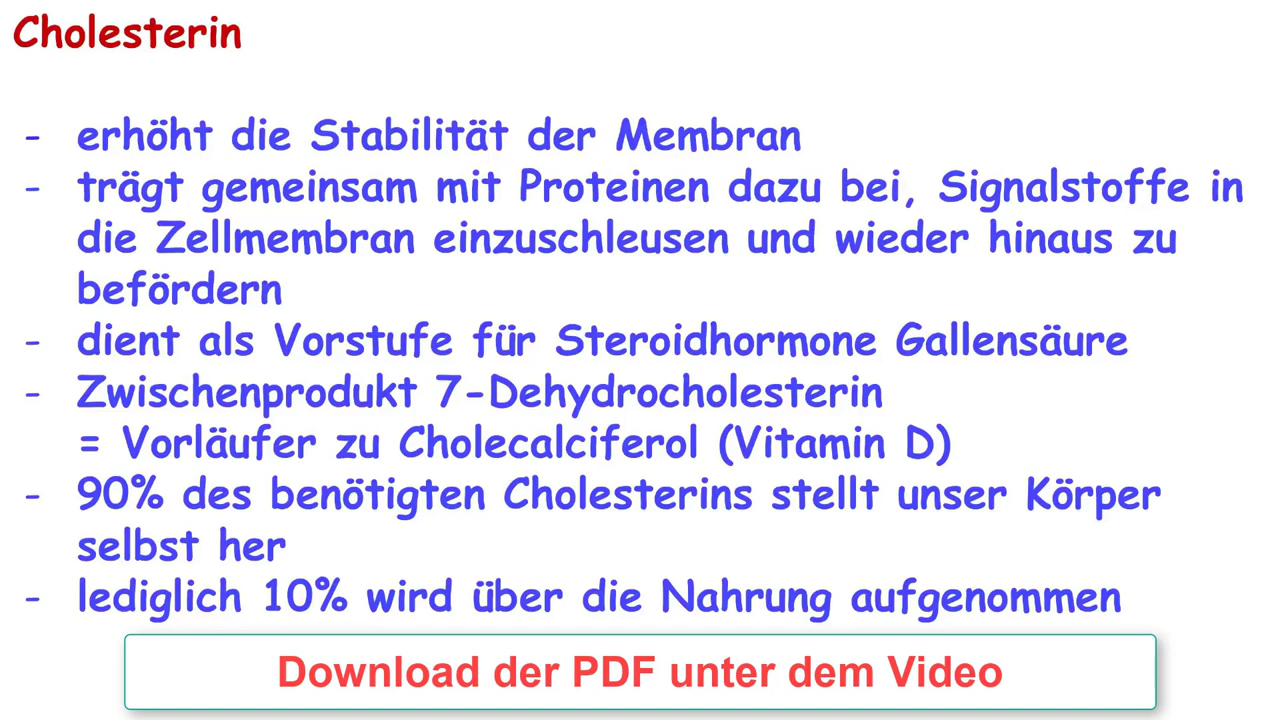 Cholesterin
- erhöht die Stabilität der Membran
- trägt gemeinsam mit Proteinen dazu bei, Signalstoffe in
die Zellmembran einzuschleusen und wieder hinaus zu
befördern
- dient als Vorstufe für Steroidhormone Gallensäure
- Zwischenprodukt 7-Dehydrocholesterin
= Vorläufer zu Cholecalciferol (Vitamin D)
- 90% des benötigten Cholesterins stellt unser Körper
selbst her
- lediglich 10% wird über die Nahrung aufgenommen
Download der PDF unter dem Video